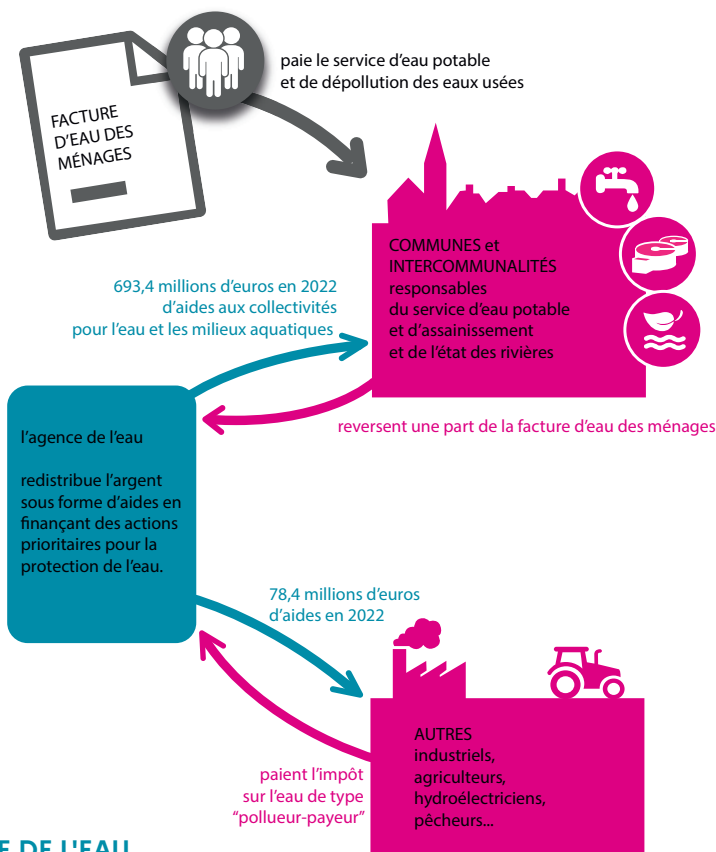 paie le service d'eau potable
et de dépollution des eaux usées
FACTURE
D'EAU DES
MÉNAGES
COMMUNES et
INTERCOMMUNALITÉS
responsables
du service d'eau potable
et d'assainissement
et de l'état des rivières
693,4 millions d'euros en 2022
d'aides aux collectivités
pour l'eau et les milieux aquatiques
reversent une part de la facture d'eau des ménages
l'agence de l'eau
redistribue l'argent
sous forme d'aides en
finançant des actions
prioritaires pour la
protection de l'eau.
78,4 millions d'euros
d'aides en 2022
AUTRES
industriels,
agriculteurs,
hydroélectriciens,
pêcheurs...
paient l'impôt
sur l'eau de type
"pollueur-payeur"
E DE L'EAU